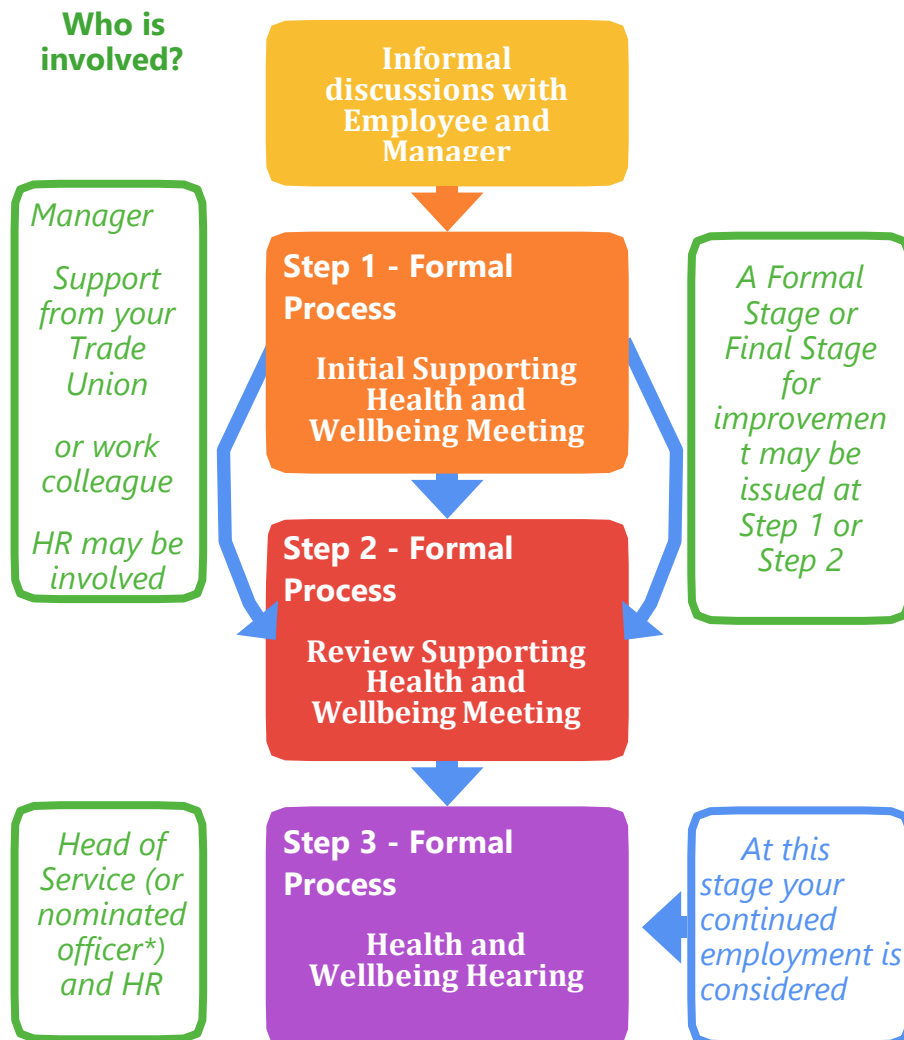 Who is
involved?
Informal
discussions with
Employee and
Manager
Manager
Support
from your
Trade
Union
or work
colleague
HR may be
involved
Step 1 - Formal
Process
Initial Supporting
Health and
Wellbeing Meeting
A Formal
Stage or
Final Stage
for
improvemen
t may be
issued at
Step 1 or
Step 2
Step 2 - Formal
Process
Review Supporting
Health and
Wellbeing Meeting
Head of
Service (or
nominated
officer*)
and HR
Step 3 - Formal
Process
Health and
Wellbeing Hearing
At this
stage your
continued
employment is
considered